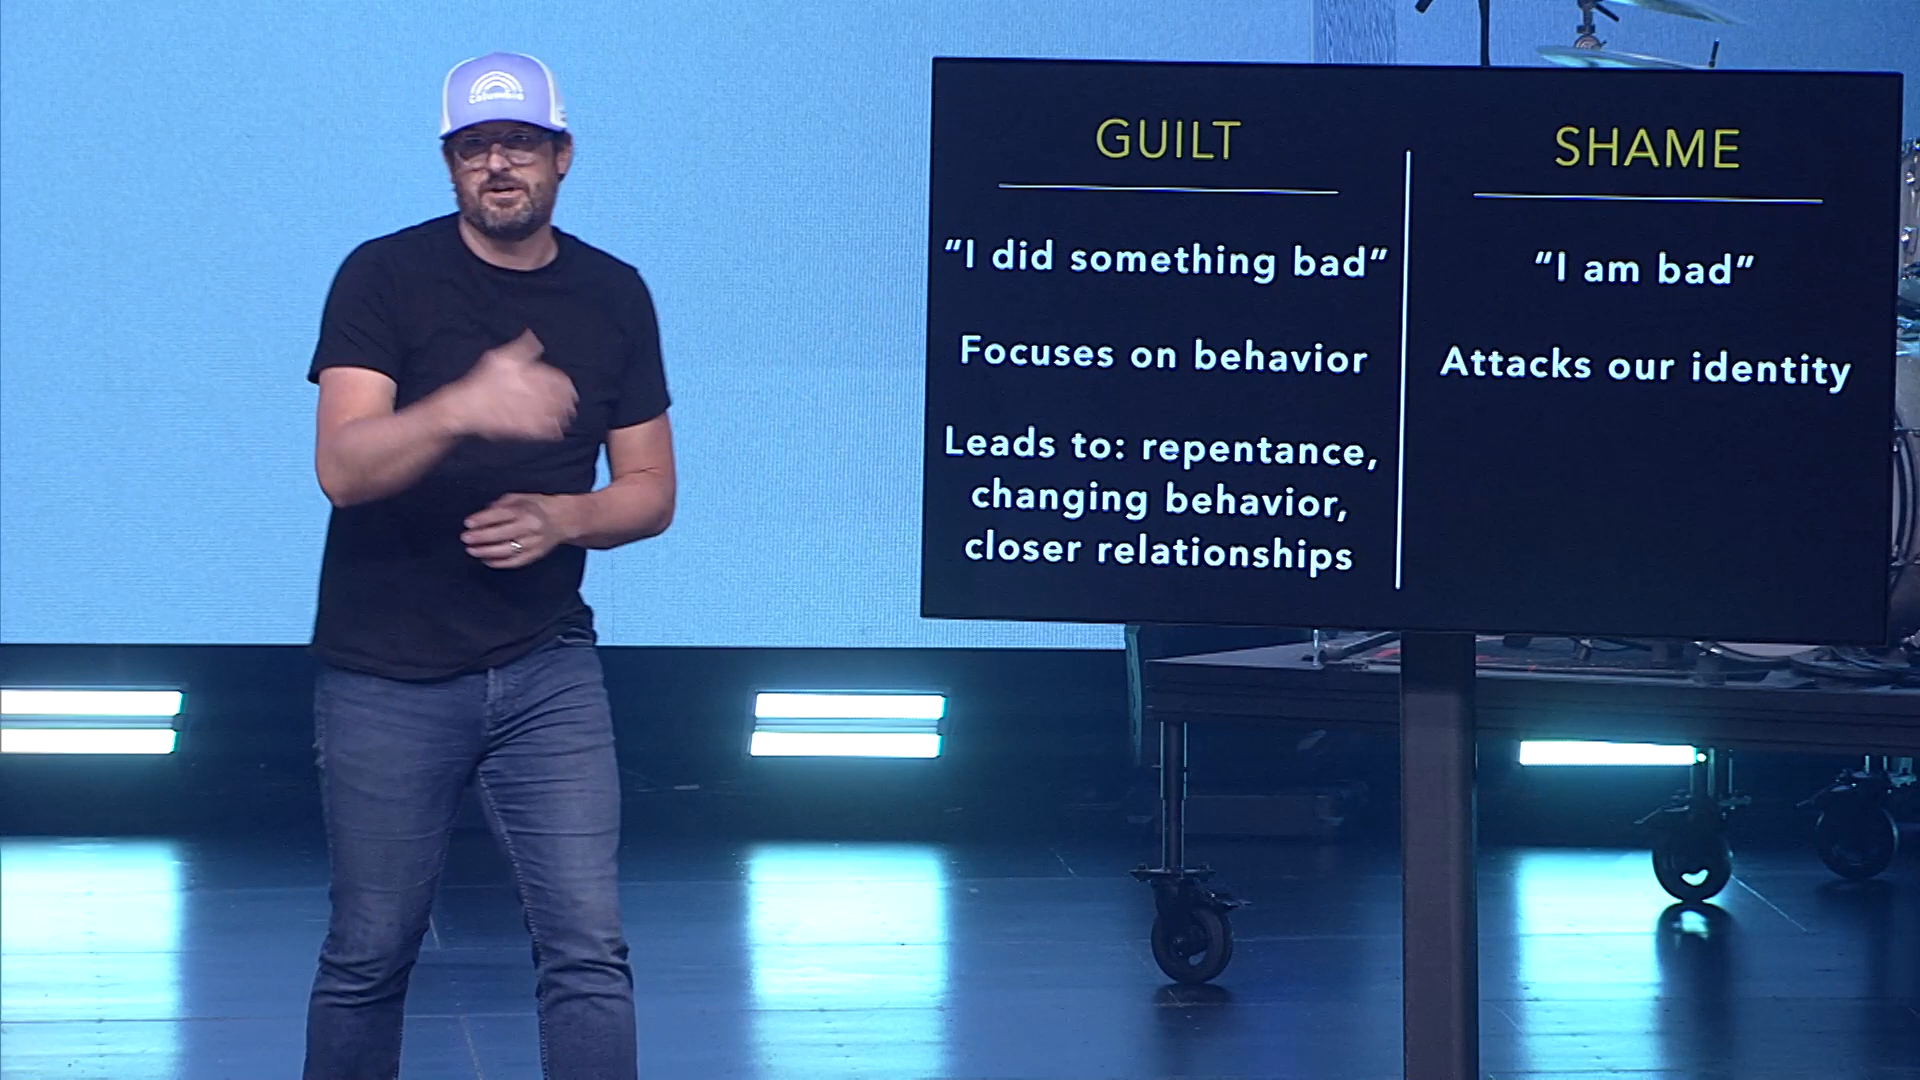 Columbia
GUILT
"I did something bad"
Focuses on behavior
Leads to: repentance,
changing behavior,
closer relationships
SHAME
"I am bad"
Attacks our identity